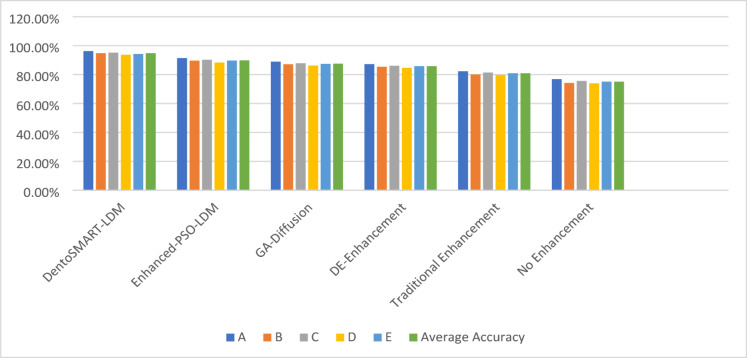 120.00%
100.00%
80.00%
60.00%
40.00%
20.00%
0.00%
DentoSMART-LDM
Enhanced-PSO-LDM
GA-Diffusion
DE-Enhancement
Traditional Enhancement
No Enhancement
A B C D E Average Accuracy